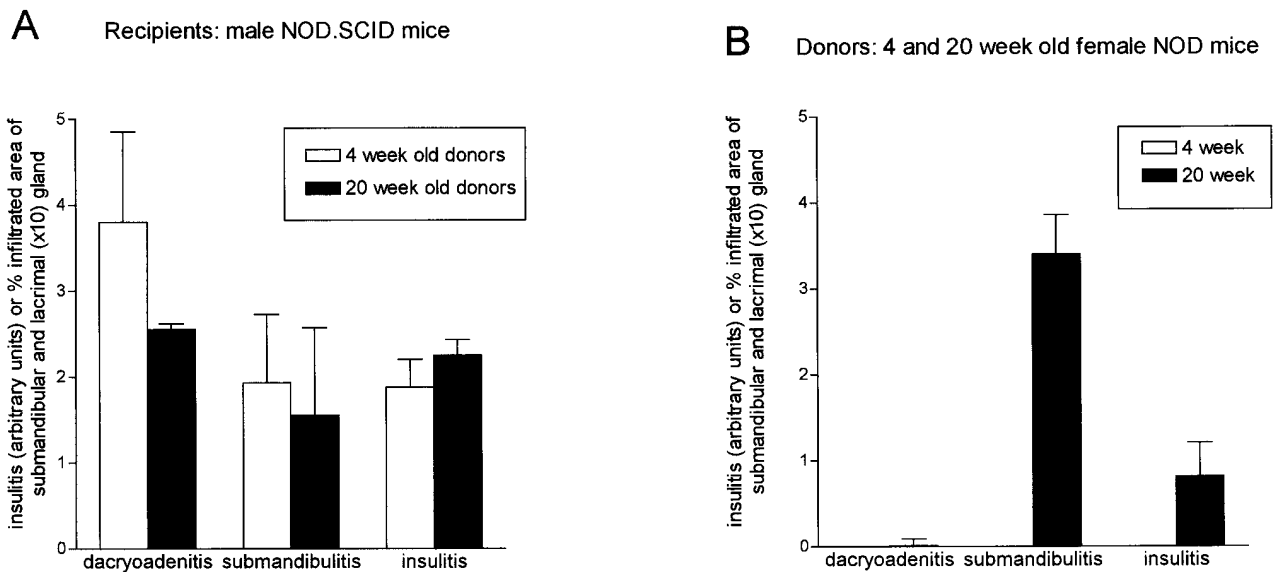 A
Recipients: male NOD.SCID mice
insulitis (arbitrary units) or % infiltrated area of
submandibular and lacrimal (x10) gland
5
4
3
2
1
0
4 week old donors
20 week old donors
dacryoadenitis submandibulitis insulitis
B
Donors: 4 and 20 week old female NOD mice
insulitis (arbitrary units) or % infiltrated area of
submandibular and lacrimal (x10) gland
5
4
3
2
1
0
4 week
20 week
dacryoadenitis submandibulitis insulitis